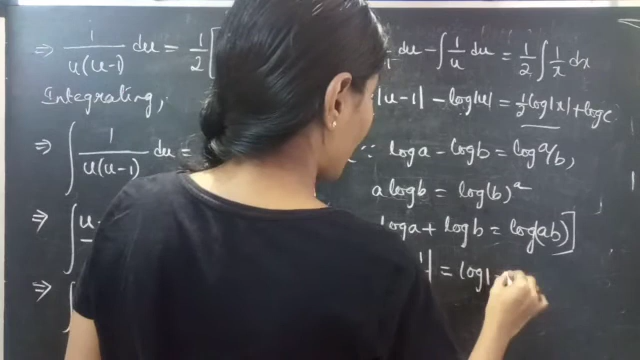 ⇒ 1/u(u-1) du = 1/2 [
Integrating,
⇒ ∫ 1/u(u-1) du =
⇒ ∫ u-
⇒ ∫
du - ∫ 1/u du = 1/2 ∫ 1/x dx
|u-1| - log|u| = 1/2 log|x| + log c
∵ log a - log b = log a/b,
a log b = log(b)^a
log a + log b = log(ab)]
| = log